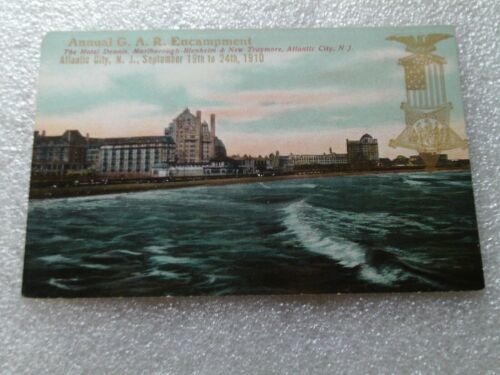 Annual G. A. R. Encampment
The Hotel Dennis, Marlborough-Blenheim & New Traymore, Atlantic City, N. J.
Atlantic City, N. J., September 19th to 24th, 1910